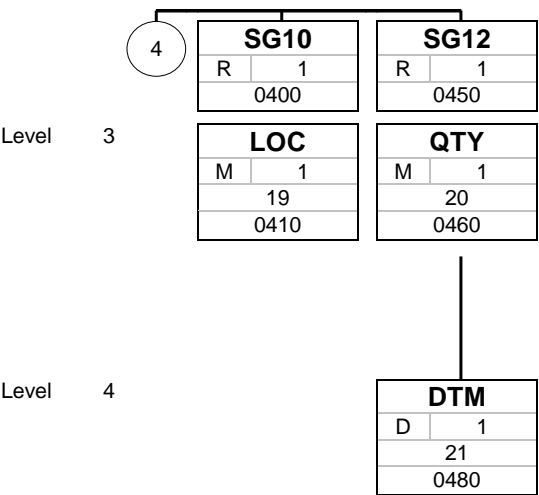 4
SG10 SG12
R 1 R 1
0400 0450
Level 3
LOC QTY
M 1 M 1
19 20
0410 0460
Level 4
DTM
D 1
21
0480